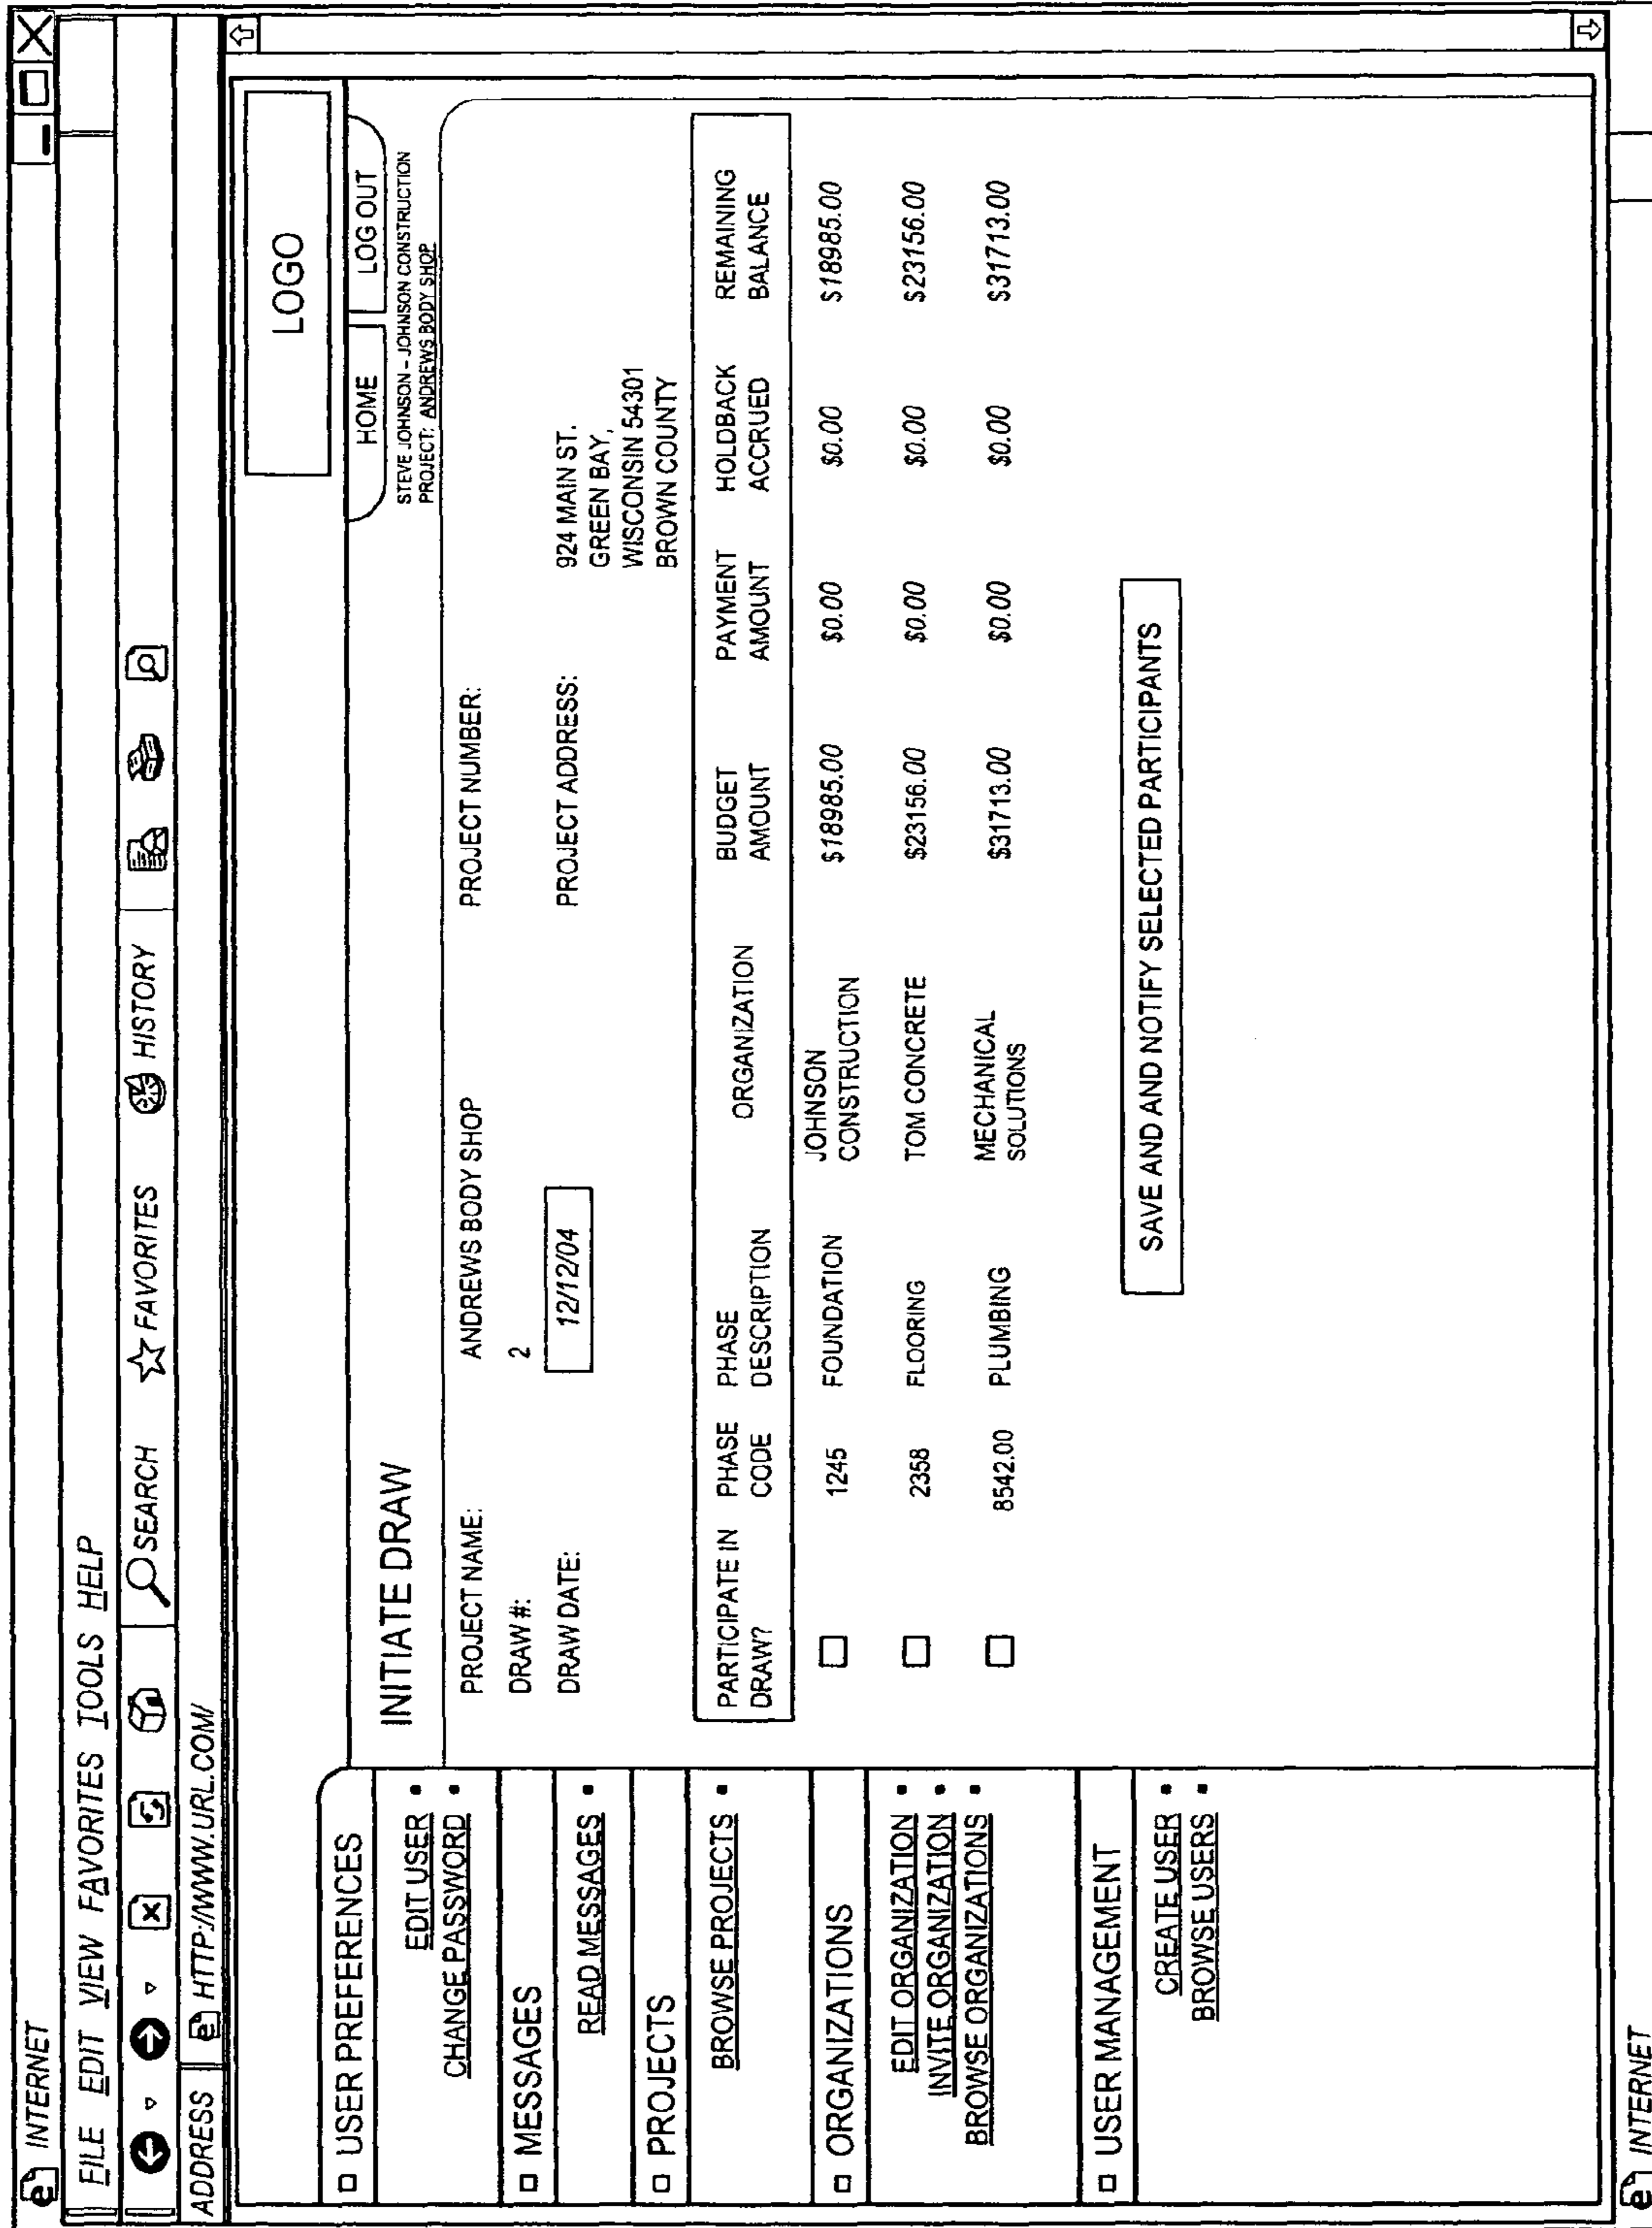 INTERNET
FILE EDIT VIEW FAVORITES TOOLS HELP
SEARCH FAVORITES HISTORY
ADDRESS HTTP://WWW.URL.COM/
LOGO
HOME LOG OUT
STEVE JOHNSON - JOHNSON CONSTRUCTION
PROJECT: ANDREWS BODY SHOP
USER PREFERENCES
EDIT USER
CHANGE PASSWORD
MESSAGES
READ MESSAGES
PROJECTS
BROWSE PROJECTS
ORGANIZATIONS
EDIT ORGANIZATION
INVITE ORGANIZATION
BROWSE ORGANIZATIONS
USER MANAGEMENT
CREATE USER
BROWSE USERS
INITIATE DRAW
PROJECT NAME: ANDREWS BODY SHOP PROJECT NUMBER:
DRAW #: 2
DRAW DATE: 12/12/04 PROJECT ADDRESS: 924 MAIN ST.
GREEN BAY,
WISCONSIN 54301
BROWN COUNTY
PARTICIPATE IN PHASE PHASE ORGANIZATION BUDGET PAYMENT HOLDBACK REMAINING
DRAW? CODE DESCRIPTION AMOUNT AMOUNT ACCRUED BALANCE
JOHNSON
1245 FOUNDATION CONSTRUCTION $18985.00 $0.00 $0.00 $18985.00
2358 FLOORING TOM CONCRETE $23156.00 $0.00 $0.00 $23156.00
8542.00 PLUMBING MECHANICAL $31713.00 $0.00 $0.00 $31713.00
SOLUTIONS
SAVE AND AND NOTIFY SELECTED PARTICIPANTS
INTERNET